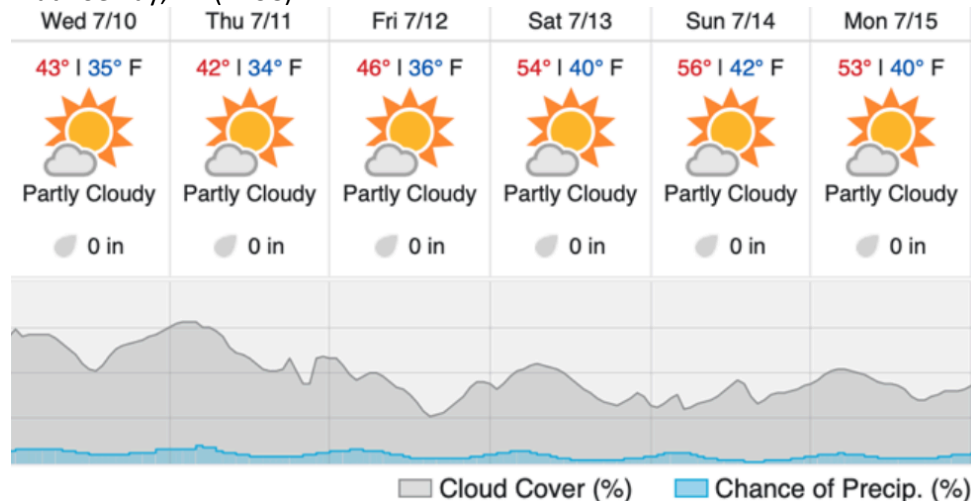 Wed 7/10 Thu 7/11 Fri 7/12 Sat 7/13 Sun 7/14 Mon 7/15
43° | 35° F 42° | 34° F 46° | 36° F 54° | 40° F 56° | 42° F 53° | 40° F
Partly Cloudy Partly Cloudy Partly Cloudy Partly Cloudy Partly Cloudy Partly Cloudy
0 in 0 in 0 in 0 in 0 in 0 in
Cloud Cover (%) Chance of Precip. (%)